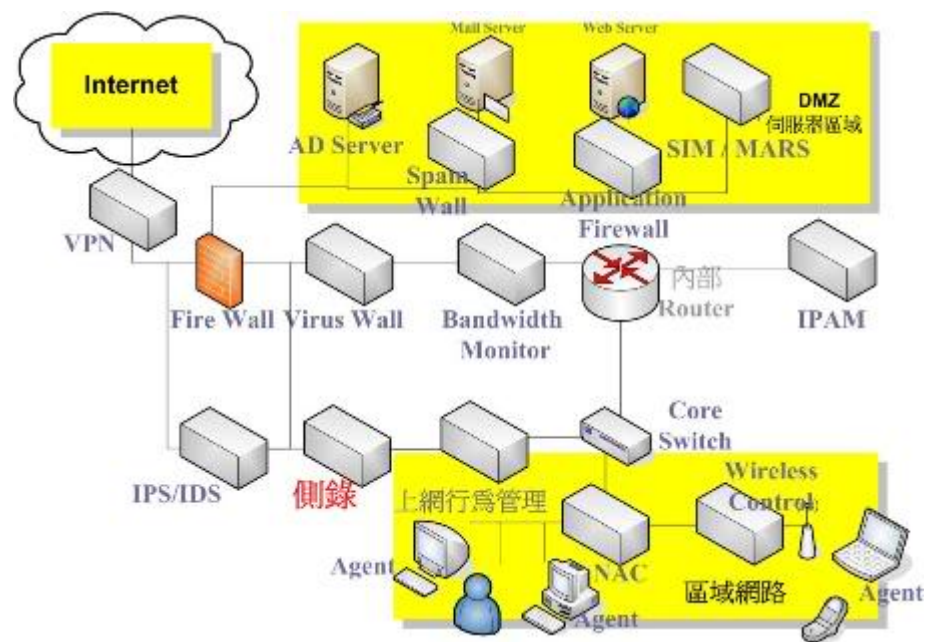 Internet
Mail Server
Web Server
AD Server
Spam
Wall
Application
Firewall
SIM / MARS
DMZ
伺服器區域
VPN
Fire Wall
Virus Wall
Bandwidth
Monitor
內部
Router
IPAM
IPS/IDS
側錄
上網行為管理
Core
Switch
Wireless
Control
Agent
NAC
Agent
區域網路
Agent